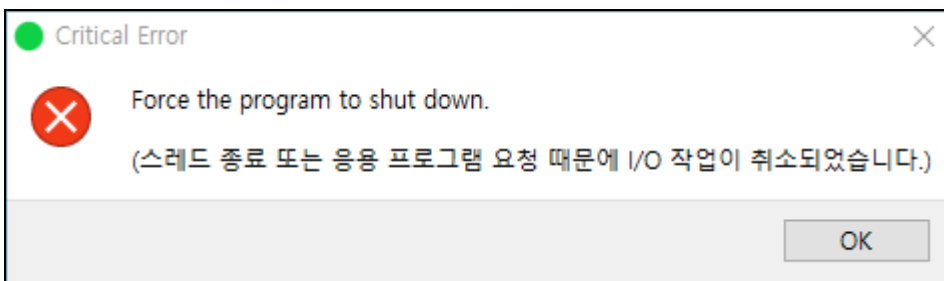 Critical Error
Force the program to shut down.
(스레드 종료 또는 응용 프로그램 요청 때문에 I/O 작업이 취소되었습니다.)
OK